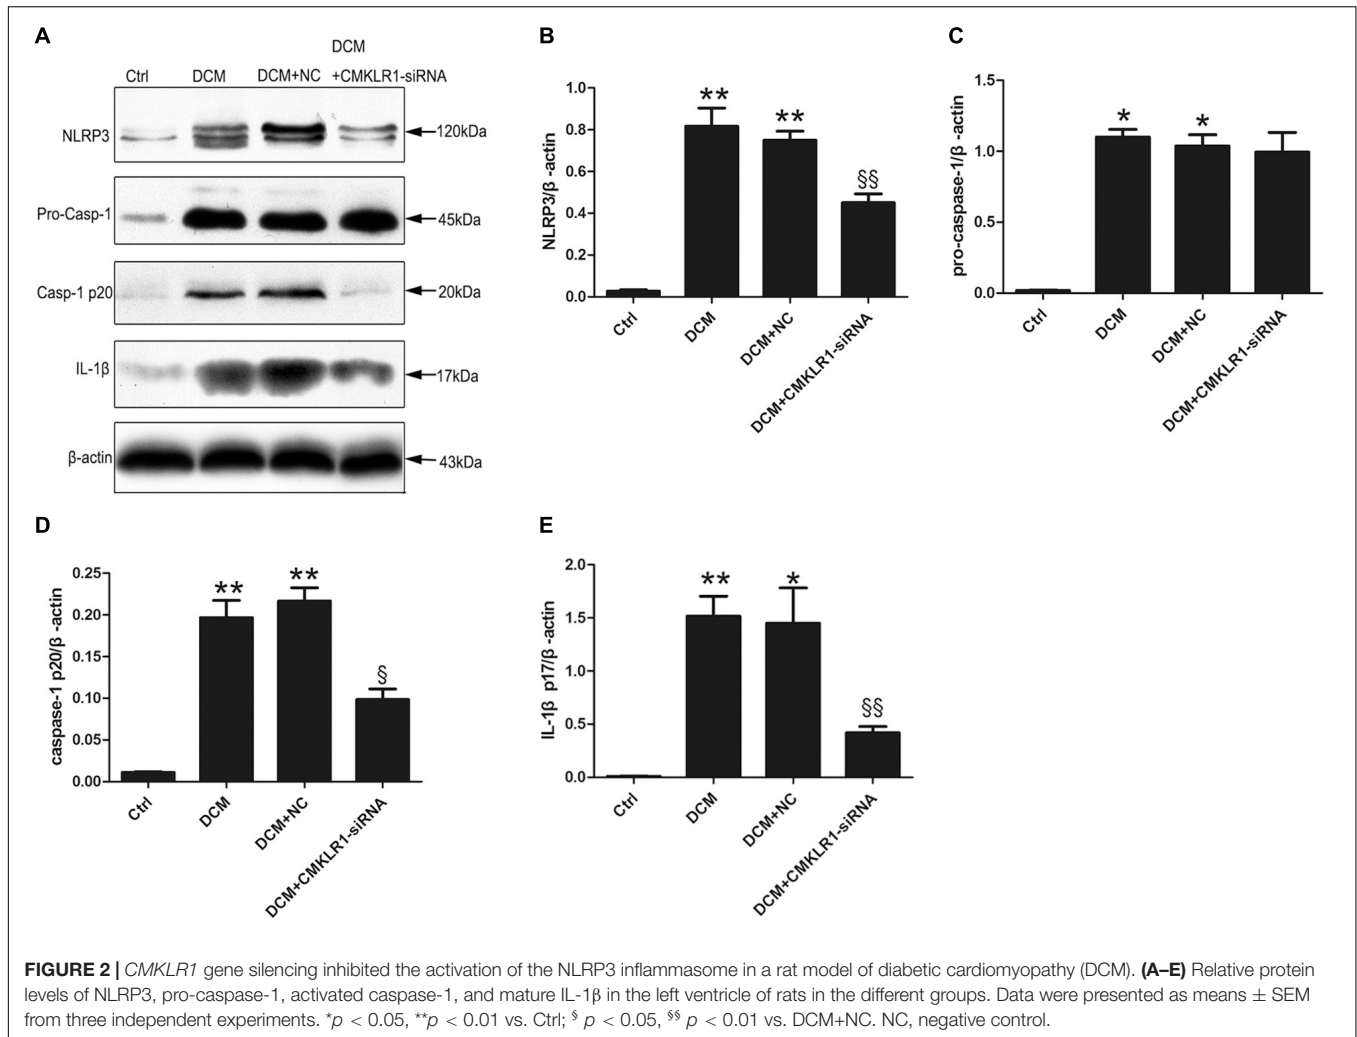 A
Ctrl DCM DCM+NC DCM
+CMKLR1-siRNA
NLRP3 120kDa
Pro-Casp-1 45kDa
Casp-1 p20 20kDa
IL-1β 17kDa
β-actin 43kDa
B
NLRP3/β -actin
1.0
0.8
0.6
0.4
0.2
0.0
** ** §§
Ctrl DCM DCM+NC DCM+CMKLR1-siRNA
C
pro-caspase-1/β -actin
1.5
1.0
0.5
0.0
* *
Ctrl DCM DCM+NC DCM+CMKLR1-siRNA
D
caspase-1 p20/β -actin
0.25
0.20
0.15
0.10
0.05
0.00
** ** §
Ctrl DCM DCM+NC DCM+CMKLR1-siRNA
E
IL-1β p17/β -actin
2.0
1.5
1.0
0.5
0.0
** * §§
Ctrl DCM DCM+NC DCM+CMKLR1-siRNA
FIGURE 2 | CMKLR1 gene silencing inhibited the activation of the NLRP3 inflammasome in a rat model of diabetic cardiomyopathy (DCM). (A–E) Relative protein
levels of NLRP3, pro-caspase-1, activated caspase-1, and mature IL-1β in the left ventricle of rats in the different groups. Data were presented as means ± SEM
from three independent experiments. *p < 0.05, **p < 0.01 vs. Ctrl; § p < 0.05, §§ p < 0.01 vs. DCM+NC. NC, negative control.